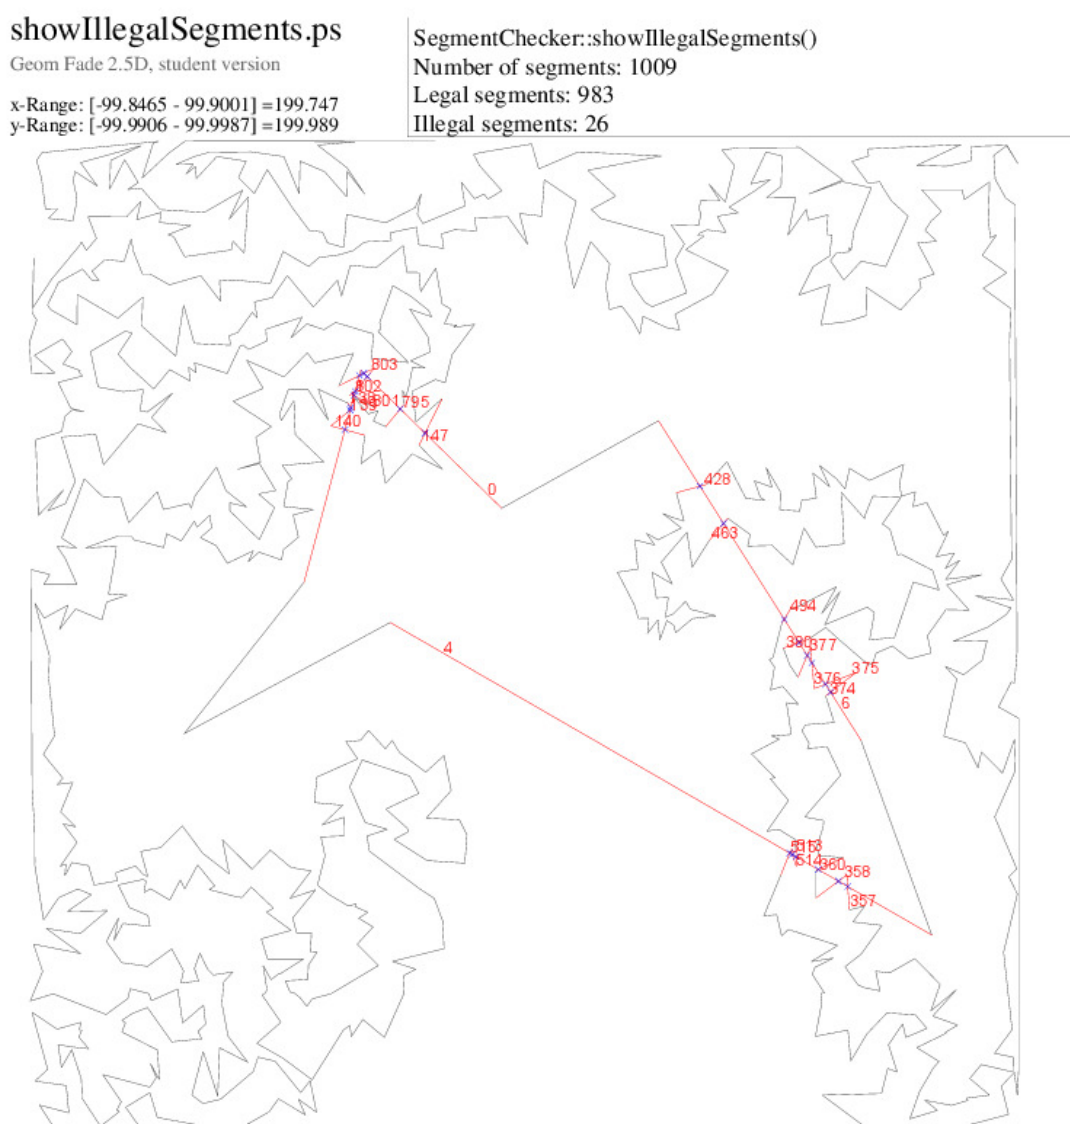 showIllegalSegments.ps
Geom Fade 2.5D, student version
x-Range: [-99.8465 - 99.9001] =199.747
y-Range: [-99.9906 - 99.9987] =199.989
SegmentChecker::showIllegalSegments()
Number of segments: 1009
Legal segments: 983
Illegal segments: 26
803
795
140
147
0
428
463
494
380
377
375
376
374
6
4
514
360
358
357